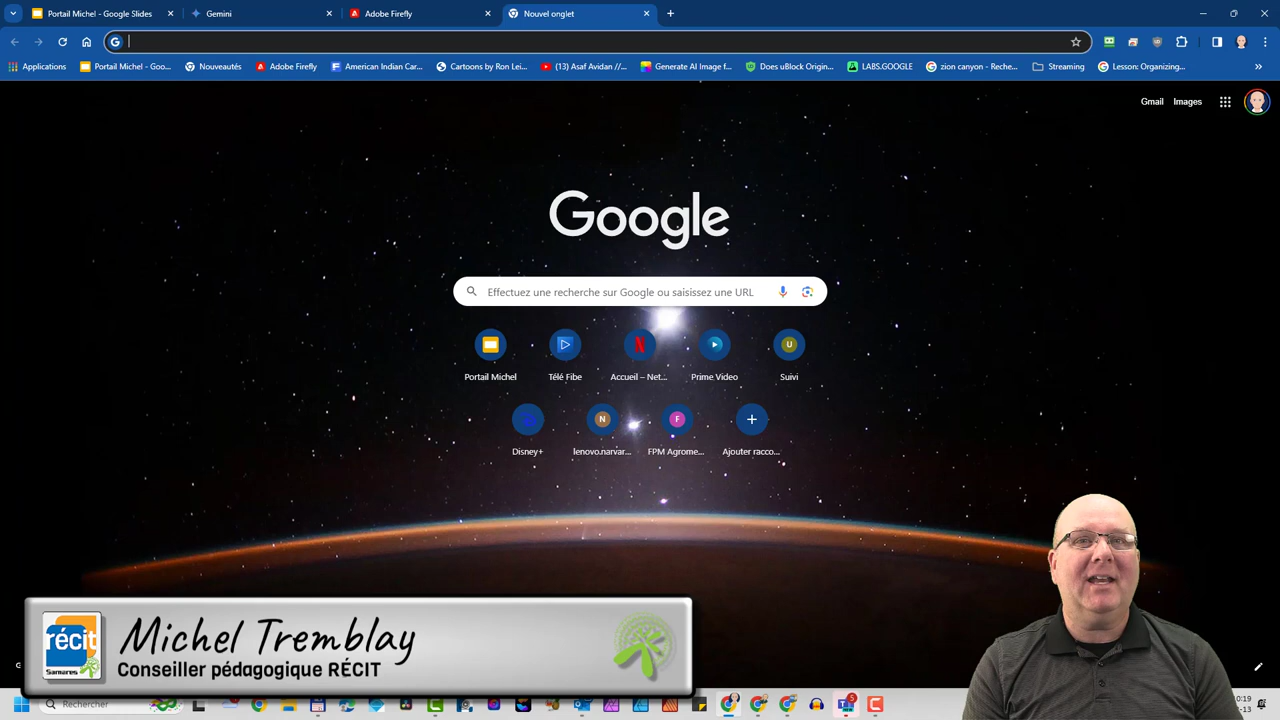 Portail Michel - Google Slides
Gemini
Adobe Firefly
Nouvel onglet
Applications
Portail Michel - Goo...
Nouveautés
Adobe Firefly
American Indian Car...
Cartoons by Ron Lei...
(13) Asaf Avidan //...
Generate AI Image f...
Does uBlock Origin...
LABS.GOOGLE
zion canyon - Reche...
Streaming
Lesson: Organizing...
Gmail
Images
Google
Effectuez une recherche sur Google ou saisissez une URL
Portail Michel
Télé Fibe
Accueil – Net...
Prime Video
U
Suivi
N
F
Disney+
lenovo.narvar...
FPM Agrome...
Ajouter racco...
récit
Samares
Michel Tremblay
Conseiller pédagogique RÉCIT
Rechercher
5